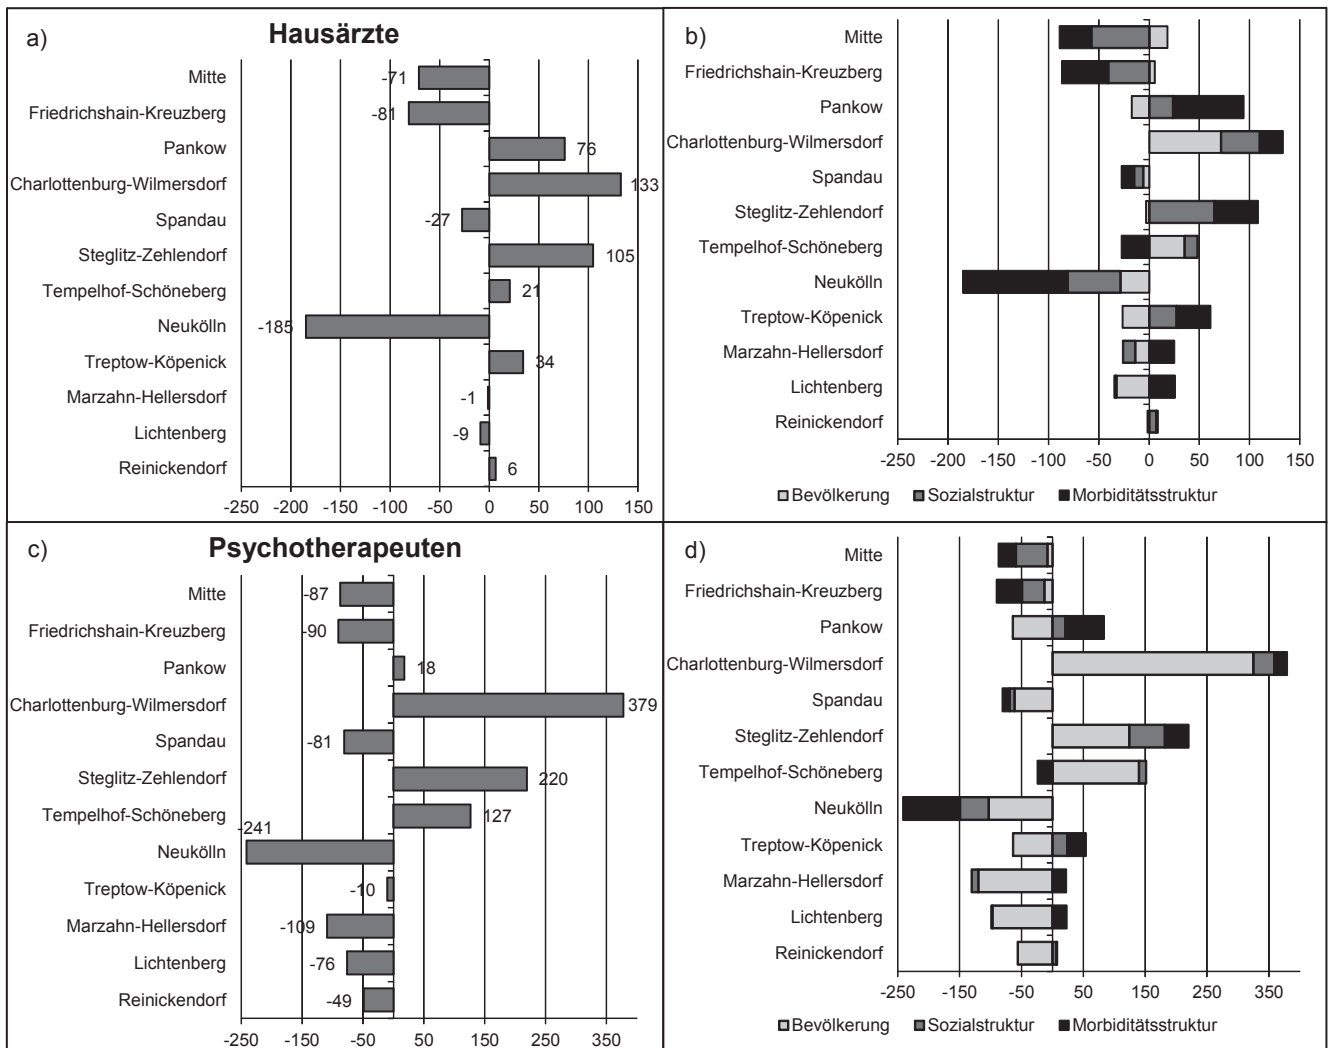 a)
Hausärzte
Mitte
-71
Friedrichshain-Kreuzberg
-81
Pankow
76
Charlottenburg-Wilmersdorf
133
Spandau
-27
Steglitz-Zehlendorf
105
Tempelhof-Schöneberg
21
Neukölln
-185
Treptow-Köpenick
34
Marzahn-Hellersdorf
-1
Lichtenberg
-9
Reinickendorf
6
-250 -200 -150 -100 -50 0 50 100 150
b)
Mitte
Friedrichshain-Kreuzberg
Pankow
Charlottenburg-Wilmersdorf
Spandau
Steglitz-Zehlendorf
Tempelhof-Schöneberg
Neukölln
Treptow-Köpenick
Marzahn-Hellersdorf
Lichtenberg
Reinickendorf
-250 -200 -150 -100 -50 0 50 100 150
Bevölkerung Sozialstruktur Morbiditätsstruktur
c)
Psychotherapeuten
Mitte
-87
Friedrichshain-Kreuzberg
-90
Pankow
18
Charlottenburg-Wilmersdorf
379
Spandau
-81
Steglitz-Zehlendorf
220
Tempelhof-Schöneberg
127
Neukölln
-241
Treptow-Köpenick
-10
Marzahn-Hellersdorf
-109
Lichtenberg
-76
Reinickendorf
-49
-250 -150 -50 50 150 250 350
d)
Mitte
Friedrichshain-Kreuzberg
Pankow
Charlottenburg-Wilmersdorf
Spandau
Steglitz-Zehlendorf
Tempelhof-Schöneberg
Neukölln
Treptow-Köpenick
Marzahn-Hellersdorf
Lichtenberg
Reinickendorf
-250 -150 -50 50 150 250 350
Bevölkerung Sozialstruktur Morbiditätsstruktur